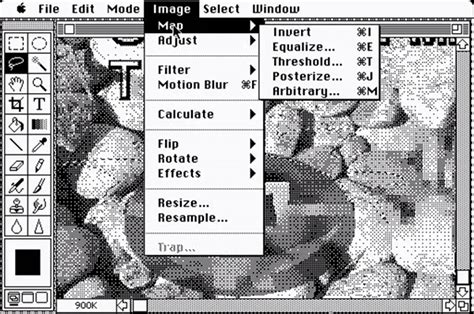 File Edit Mode Image Select Window
Map
Adjust
Filter
Motion Blur ⌘F
Calculate
Flip
Rotate
Effects
Resize...
Resample...
Trap...
Invert ⌘I
Equalize... ⌘E
Threshold... ⌘T
Posterize... ⌘J
Arbitrary... ⌘M
T
T
900K